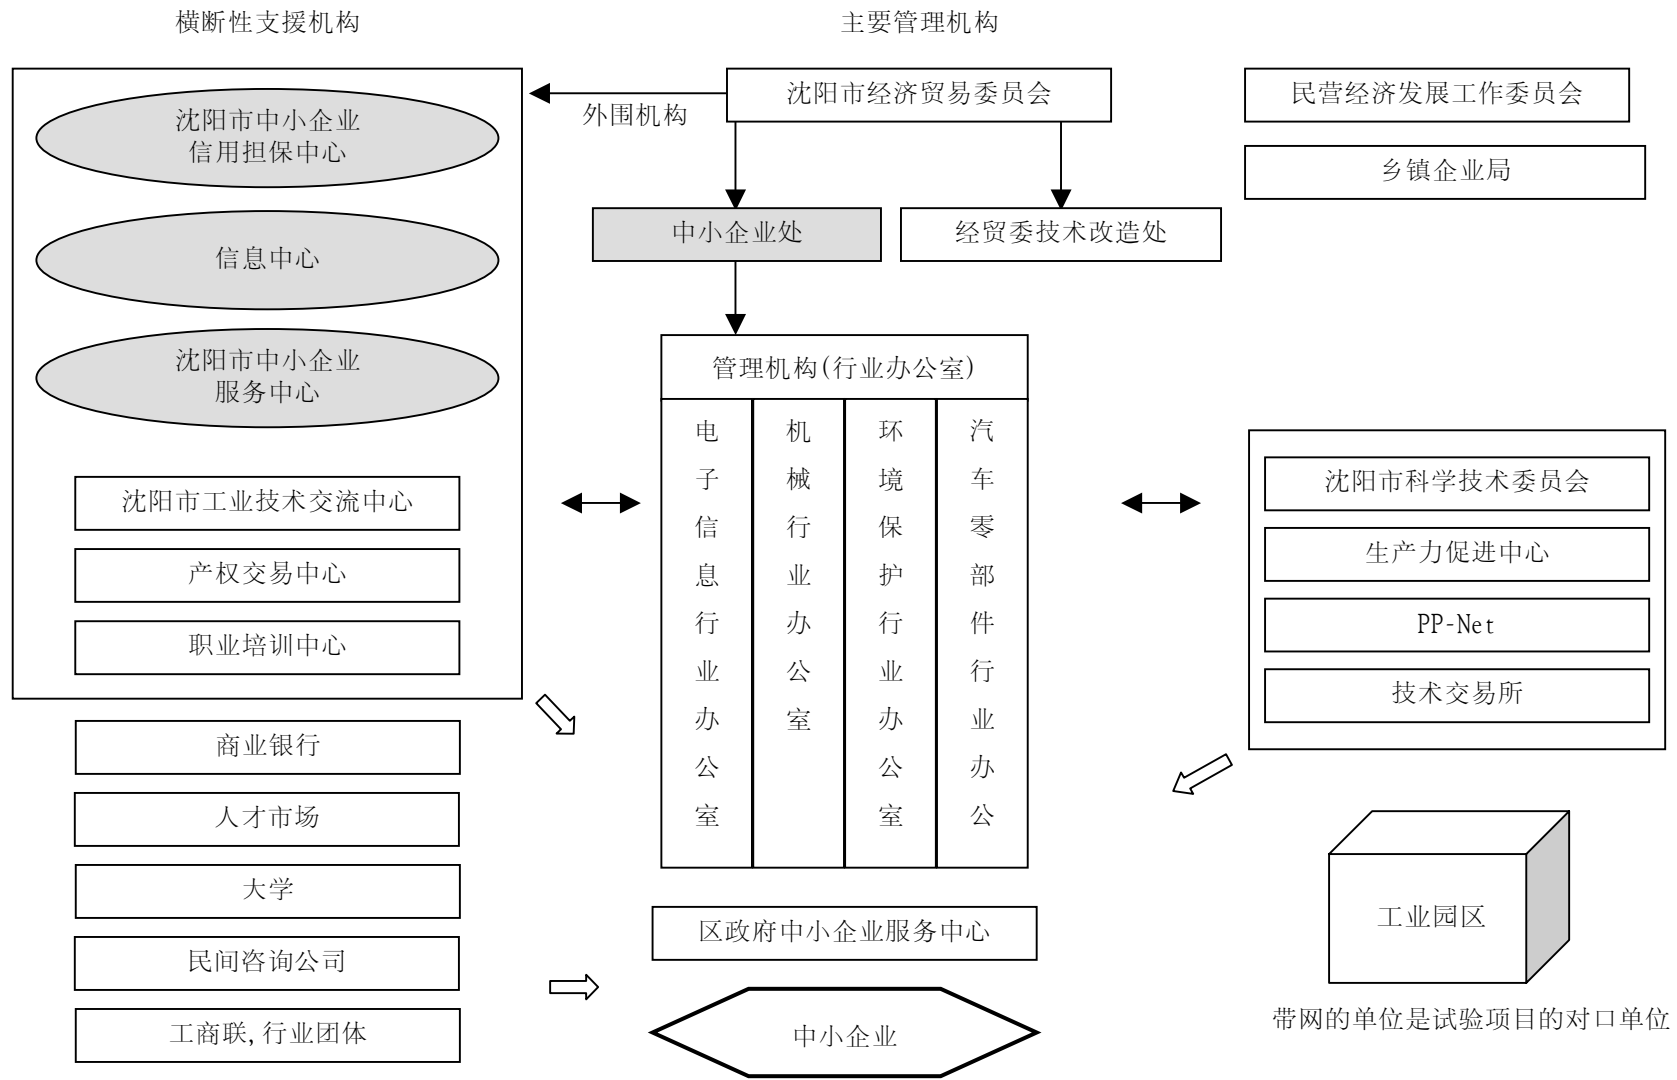 横断性支援机构
主要管理机构
沈阳市中小企业
信用担保中心
信息中心
沈阳市中小企业
服务中心
沈阳市工业技术交流中心
产权交易中心
职业培训中心
商业银行
人才市场
大学
民间咨询公司
工商联,行业团体
外围机构
沈阳市经济贸易委员会
中小企业处
经贸委技术改造处
管理机构(行业办公室)
电子信息行业办公室
机械行业办公室
环境保护行业办公室
汽车零部件行业办公
区政府中小企业服务中心
中小企业
民营经济发展工作委员会
乡镇企业局
沈阳市科学技术委员会
生产力促进中心
PP-Net
技术交易所
工业园区
带网的单位是试验项目的对口单位